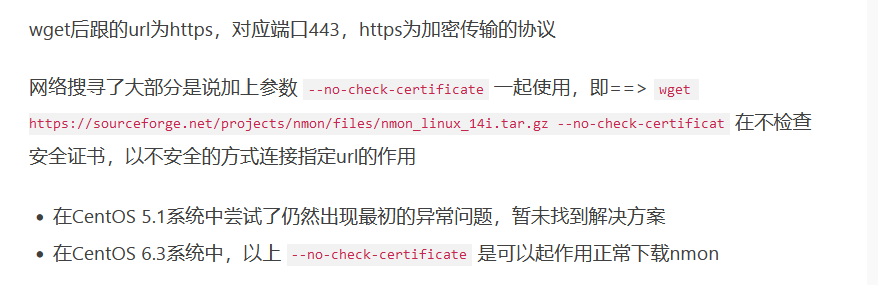 wget后跟的url为https，对应端口443，https为加密传输的协议
网络搜寻了大部分是说加上参数 --no-check-certificate 一起使用，即==> wget
https://sourceforge.net/projects/nmon/files/nmon_linux_14i.tar.gz --no-check-certificat 在不检查
安全证书，以不安全的方式连接指定url的作用
• 在CentOS 5.1系统中尝试了仍然出现最初的异常问题，暂未找到解决方案
• 在CentOS 6.3系统中，以上 --no-check-certificate 是可以起作用正常下载nmon